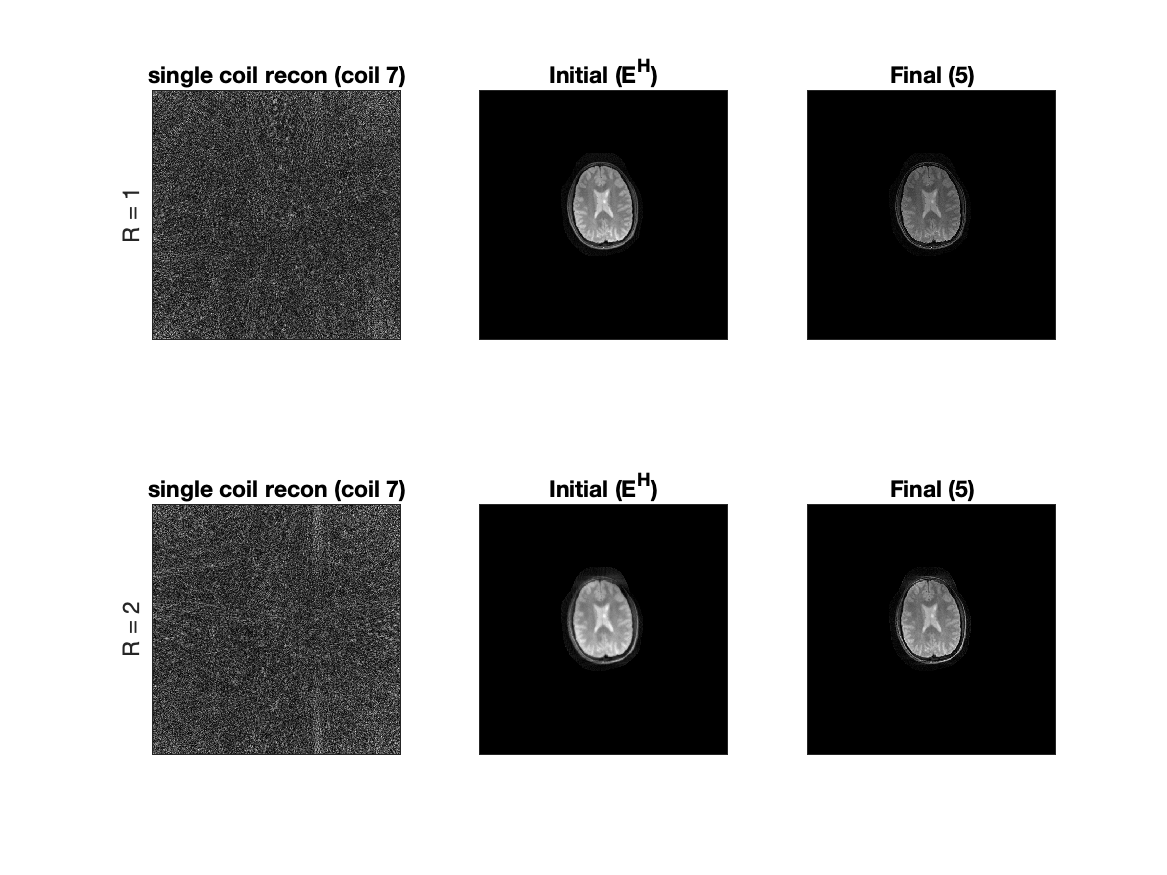 single coil recon (coil 7)
Initial (E^H)
Final (5)
R = 1
single coil recon (coil 7)
Initial (E^H)
Final (5)
R = 2